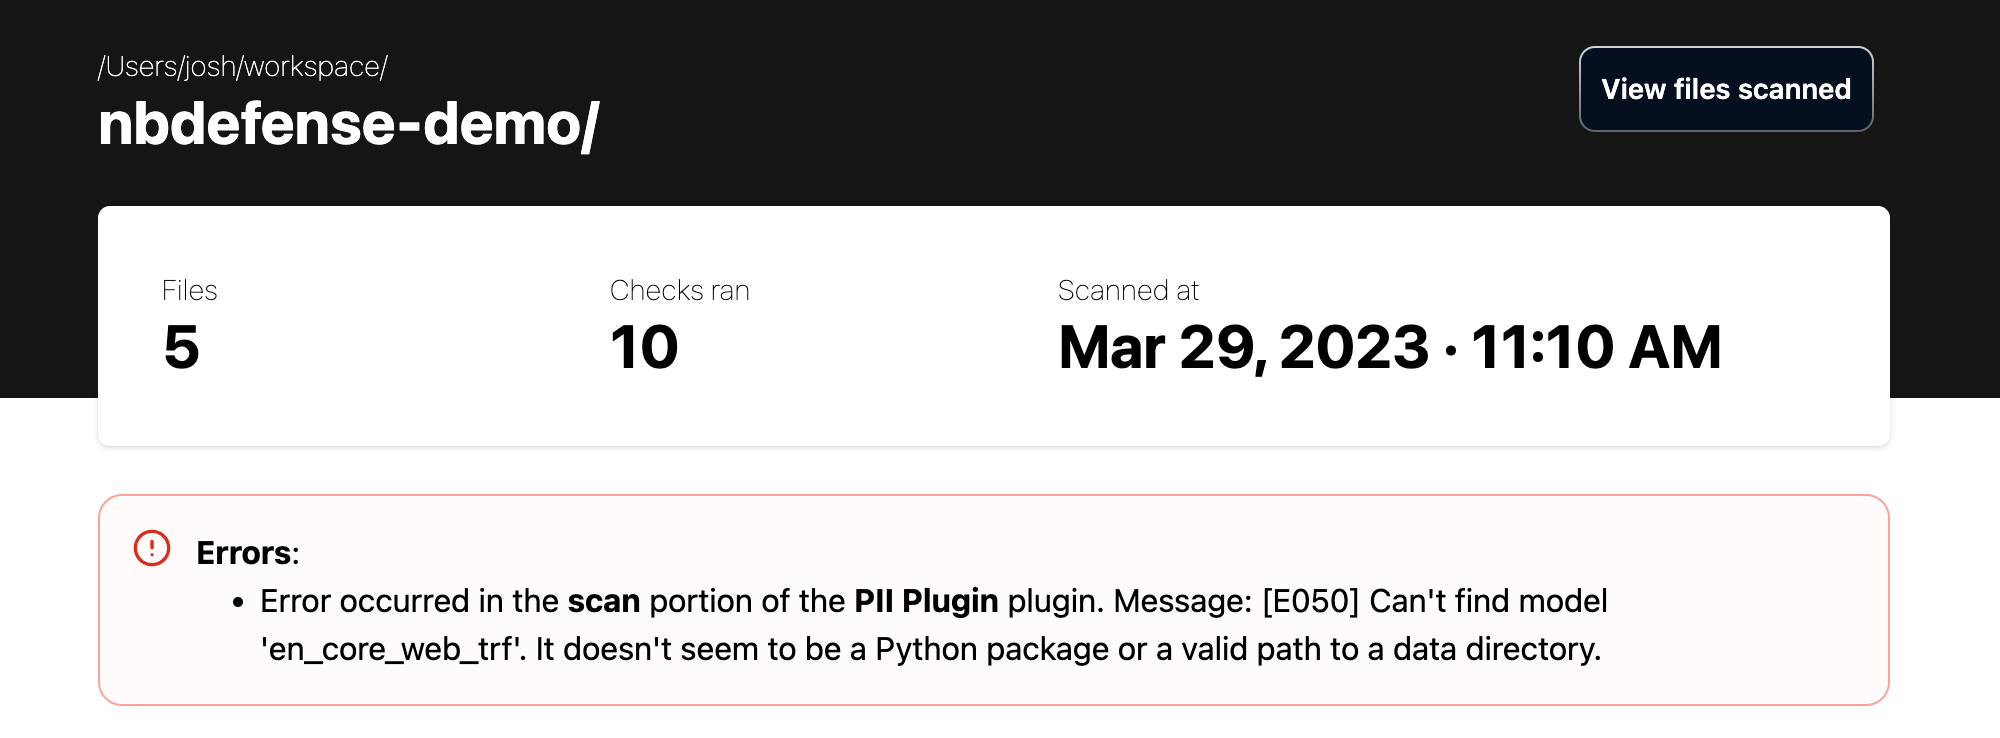 /Users/josh/workspace/
nbdefense-demo/
View files scanned
Files
5
Checks ran
10
Scanned at
Mar 29, 2023 · 11:10 AM
Errors:
• Error occurred in the scan portion of the PII Plugin plugin. Message: [E050] Can't find model
'en_core_web_trf'. It doesn't seem to be a Python package or a valid path to a data directory.